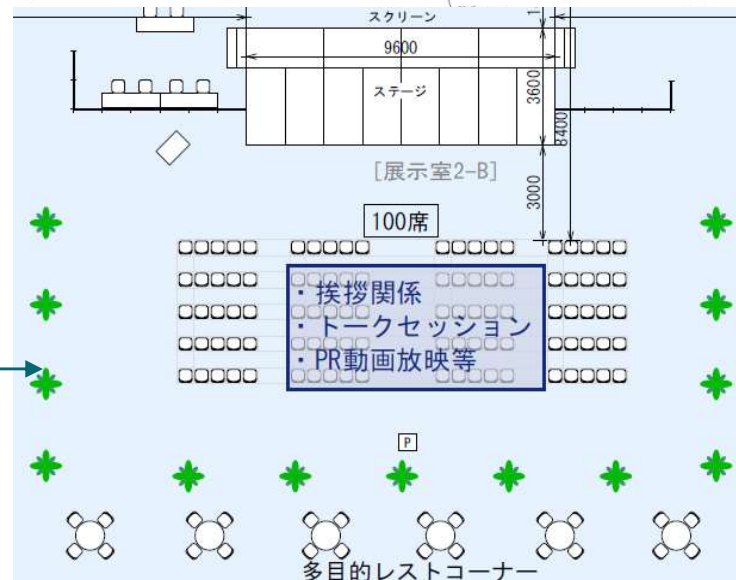 スクリーン
9600
ステージ
3600
8400
[展示室2-B]
3000
100席
・挨拶関係
・トークセッション
・PR動画放映等
P
多目的レストコーナー